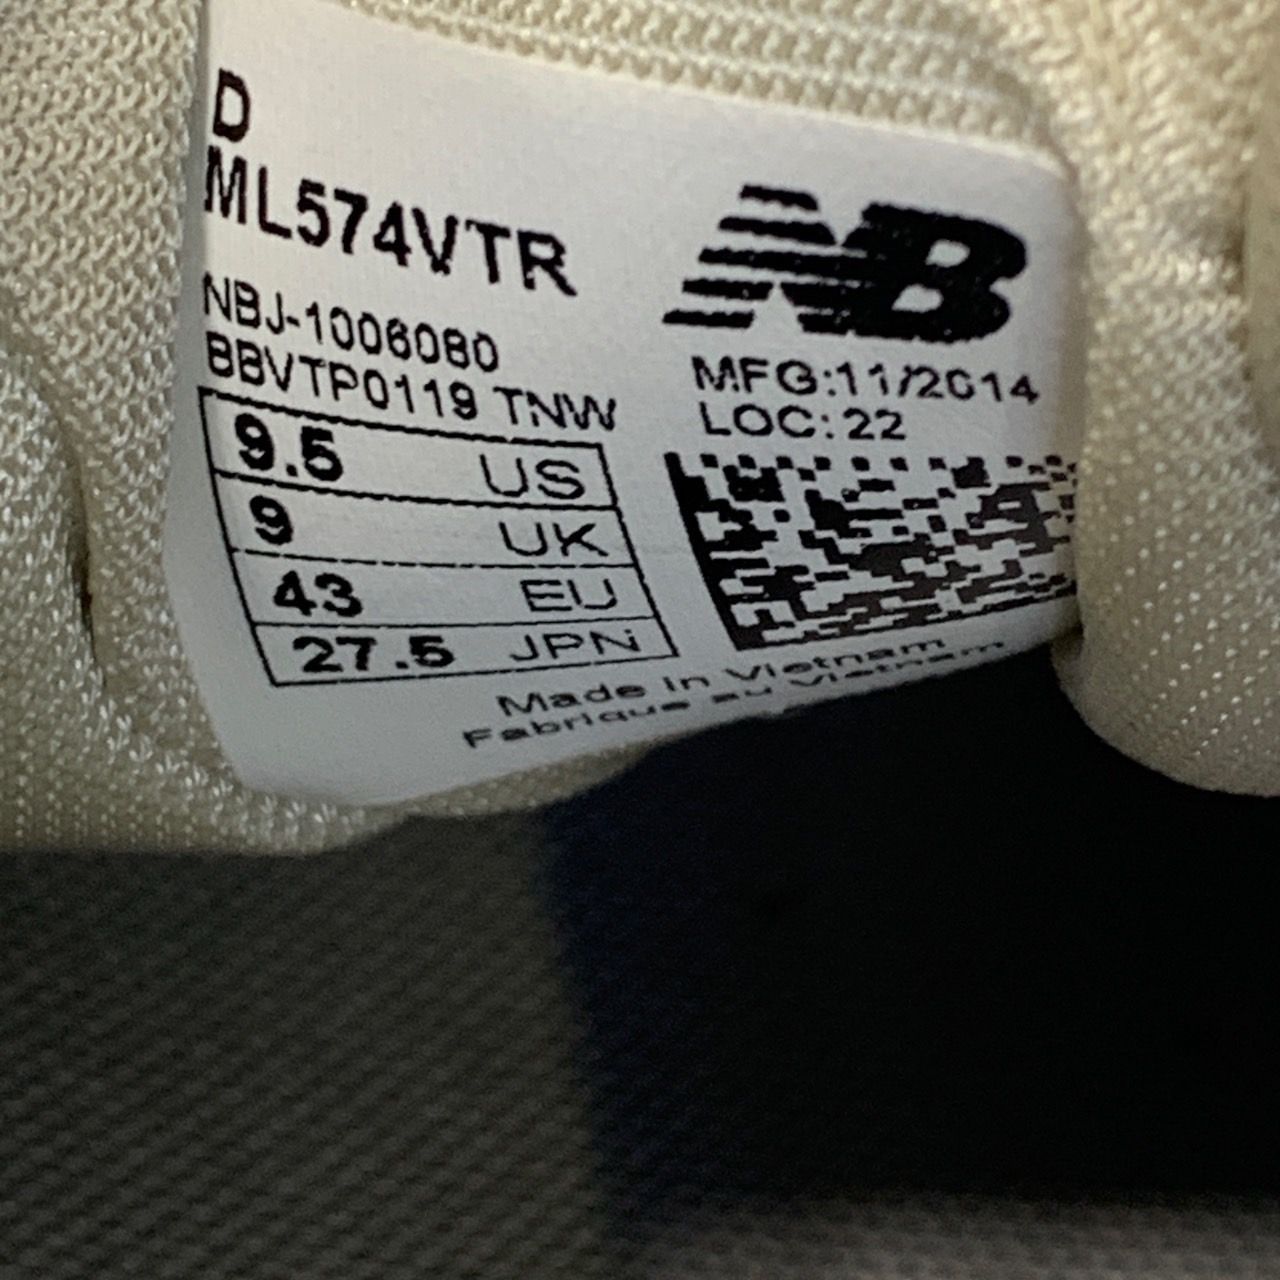 D
ML574VTR
NBJ-1006080
BBVTP0119 TNW
9.5 US
9 UK
43 EU
27.5 JPN
NB
MFG:11/2014
LOC:22
Made in Vietnam
Fabrique au Vietnam